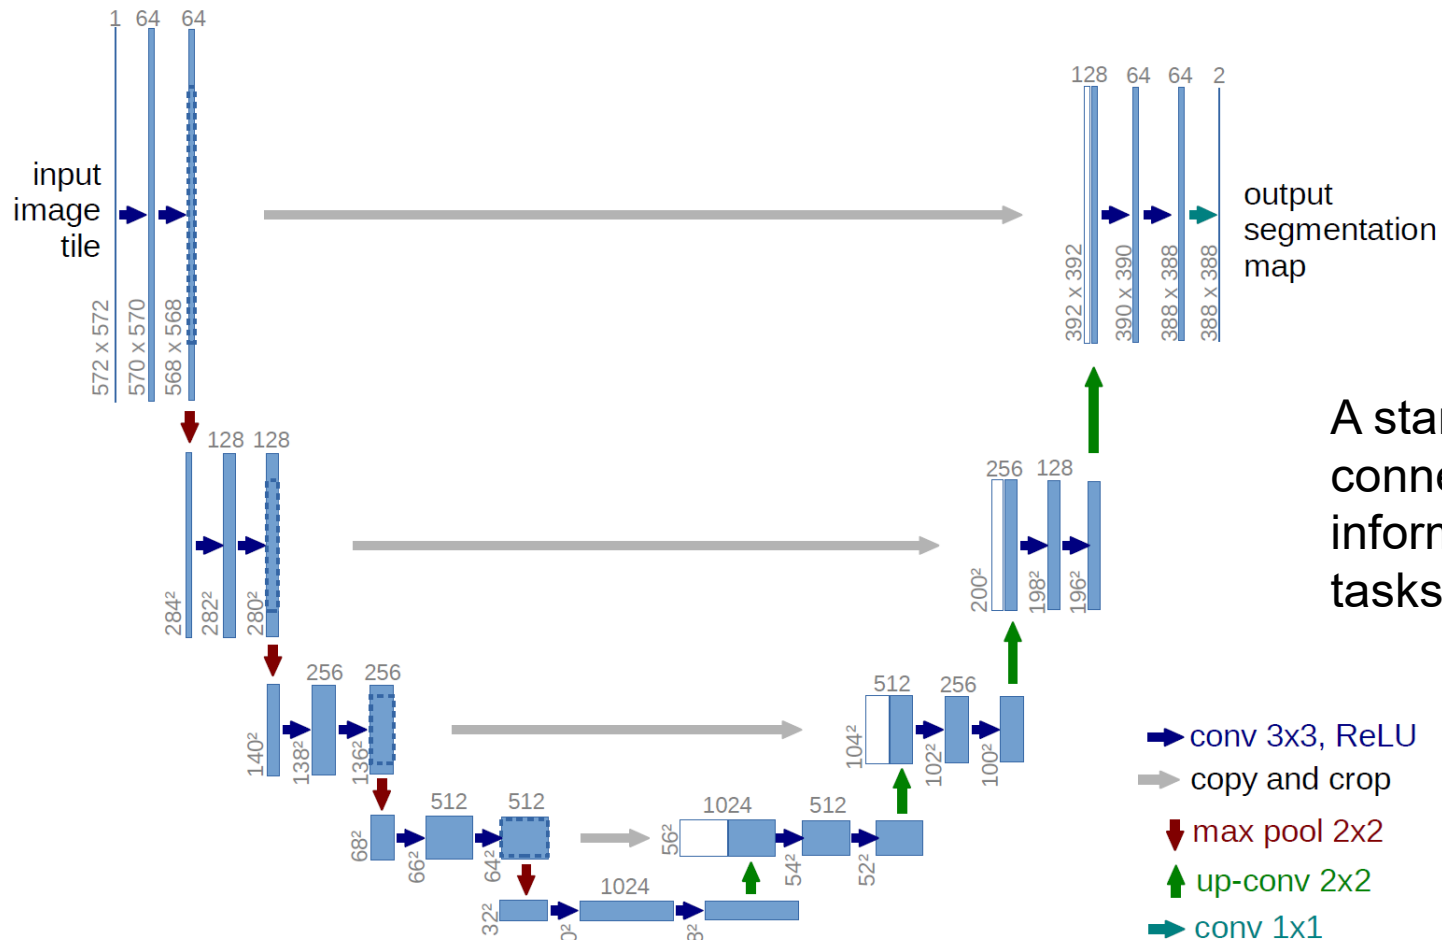 1 64 64
128 64 64 2
input
image
tile
572 x 572
570 x 570
568 x 568
392 x 392
390 x 390
388 x 388
388 x 388
output
segmentation
map
128 128
284²
282²
280²
256 128
200²
198²
196²
A
tasks
256 256
140²
138²
136²
512 256
104²
102²
100²
512 512
68²
66²
64²
1024 512
56²
54²
52²
1024
32²
conv 3x3, ReLU
copy and crop
max pool 2x2
up-conv 2x2
conv 1x1